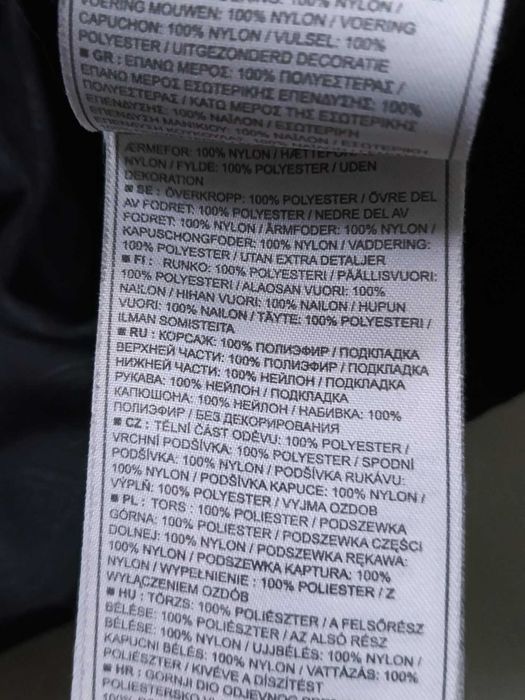 VOERING MOUWEN: 100% NYLON / VOERING
CAPUCHON: 100% NYLON / VULSEL: 100%
POLYESTER / UITGEZONDERD DECORATIE
■ GR : ΕΠΑΝΩ ΜΕΡΟΣ: 100% ΠΟΛΥΕΣΤΕΡΑΣ /
ΕΠΑΝΩ ΜΕΡΟΣ ΕΣΩΤΕΡΙΚΗΣ ΕΠΕΝΔΥΣΗΣ: 100%
ΠΟΛΥΕΣΤΕΡΑΣ / ΚΑΤΩ ΜΕΡΟΣ ΤΗΣ ΕΣΩΤΕΡΙΚΗΣ
ΕΠΕΝΔΥΣΗΣ: 100% ΝΑΪΛΟΝ / ΕΣΩΤΕΡΙΚΗ
ΕΠΕΝΔΥΣΗ ΜΑΝΙΚΙΟΥ: 100% ΝΑΪΛΟΝ / ΕΣΩΤΕΡΙΚΗ
ÆRMEFOR: 100% NYLON /
NYLON / FYLDE: 100% POLYESTER / UDEN
DEKORATION
■ SE : ÖVERKROPP: 100% POLYESTER / ÖVRE DEL
AV FODRET: 100% POLYESTER / NEDRE DEL AV
FODRET: 100% NYLON / ÄRMFODER: 100% NYLON /
KAPUSCHONGFODER: 100% NYLON / VADDERING:
100% POLYESTER / UTAN EXTRA DETALJER
■ FI : RUNKO: 100% POLYESTERI / PÄÄLLISVUORI:
100% POLYESTERI / ALAOSAN VUORI: 100%
NAILON / HIHAN VUORI: 100% NAILON / HUPUN
VUORI: 100% NAILON / TÄYTE: 100% POLYESTERI /
ILMAN SOMISTEITA
■ RU : КОРСАЖ: 100% ПОЛИЭФИР / ПОДКЛАДКА
ВЕРХНЕЙ ЧАСТИ: 100% ПОЛИЭФИР / ПОДКЛАДКА
НИЖНЕЙ ЧАСТИ: 100% НЕЙЛОН / ПОДКЛАДКА
РУКАВА: 100% НЕЙЛОН / ПОДКЛАДКА
КАПЮШОНА: 100% НЕЙЛОН / НАБИВКА: 100%
ПОЛИЭФИР / БЕЗ ДЕКОРИРОВАНИЯ
■ CZ : TĚLNÍ ČÁST ODĚVU: 100% POLYESTER /
VRCHNÍ PODŠÍVKA: 100% POLYESTER / SPODNÍ
PODŠÍVKA: 100% NYLON / PODŠÍVKA RUKÁVU:
100% NYLON / PODŠÍVKA KAPUCE: 100% NYLON /
VÝPLŇ: 100% POLYESTER / VYJMA OZDOB
■ PL : TORS : 100% POLIESTER / PODSZEWKA
GÓRNA: 100% POLIESTER / PODSZEWKA CZĘŚCI
DOLNEJ: 100% NYLON / PODSZEWKA RĘKAWA:
100% NYLON / PODSZEWKA KAPTURA: 100%
NYLON / WYPEŁNIENIE : 100% POLIESTER / Z
WYŁĄCZENIEM OZDÓB
■ HU : TÖRZS: 100% POLIÉSZTER / A FELSŐRÉSZ
BÉLÉSE: 100% POLIÉSZTER / AZ ALSÓ RÉSZ
BÉLÉSE: 100% NYLON / UJJBÉLÉS: 100% NYLON /
KAPUCNI BÉLÉS: 100% NYLON / VATTÁZÁS: 100%
POLIÉSZTER / KIVÉVE A DÍSZÍTÉST
■ HR : GORNJI DIO ODJEVNOG